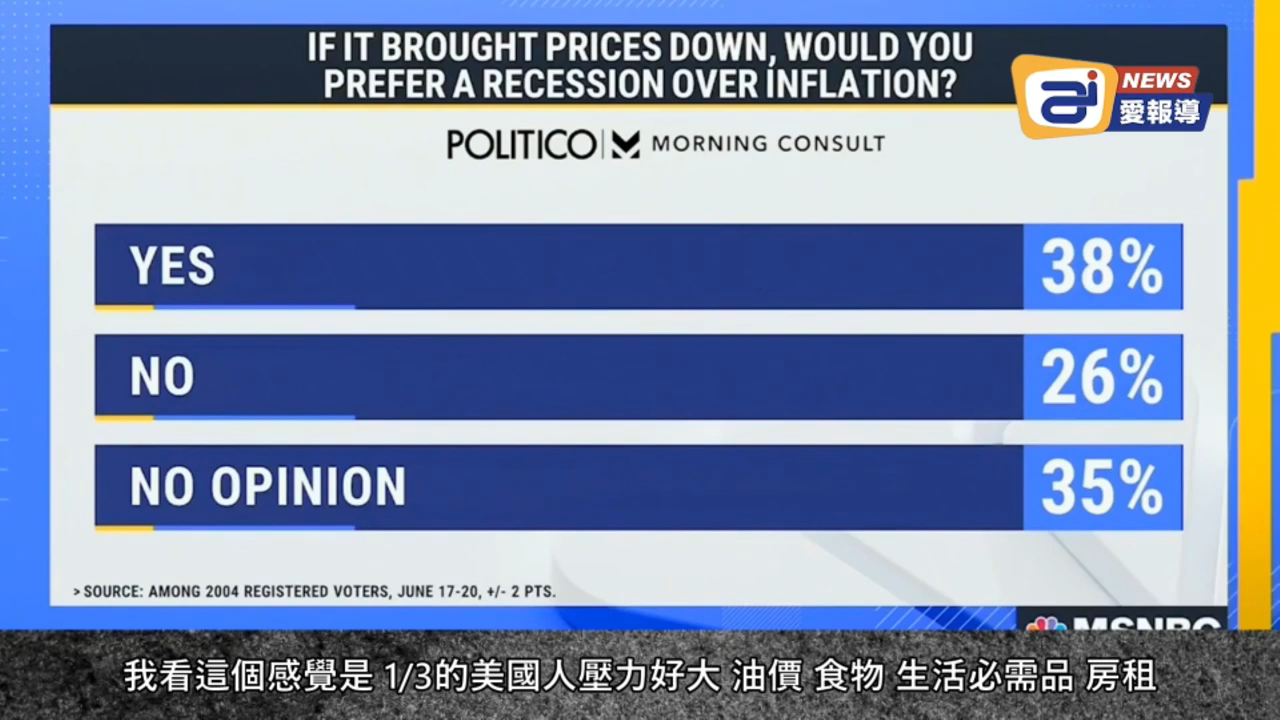 IF IT BROUGHT PRICES DOWN, WOULD YOU
PREFER A RECESSION OVER INFLATION?
ai NEWS
愛報導
POLITICO | MORNING CONSULT
YES 38%
NO 26%
NO OPINION 35%
> SOURCE: AMONG 2004 REGISTERED VOTERS, JUNE 17-20, +/- 2 PTS.
MSNBC
我看這個感覺是 1/3的美國人壓力好大 油價 食物 生活必需品 房租